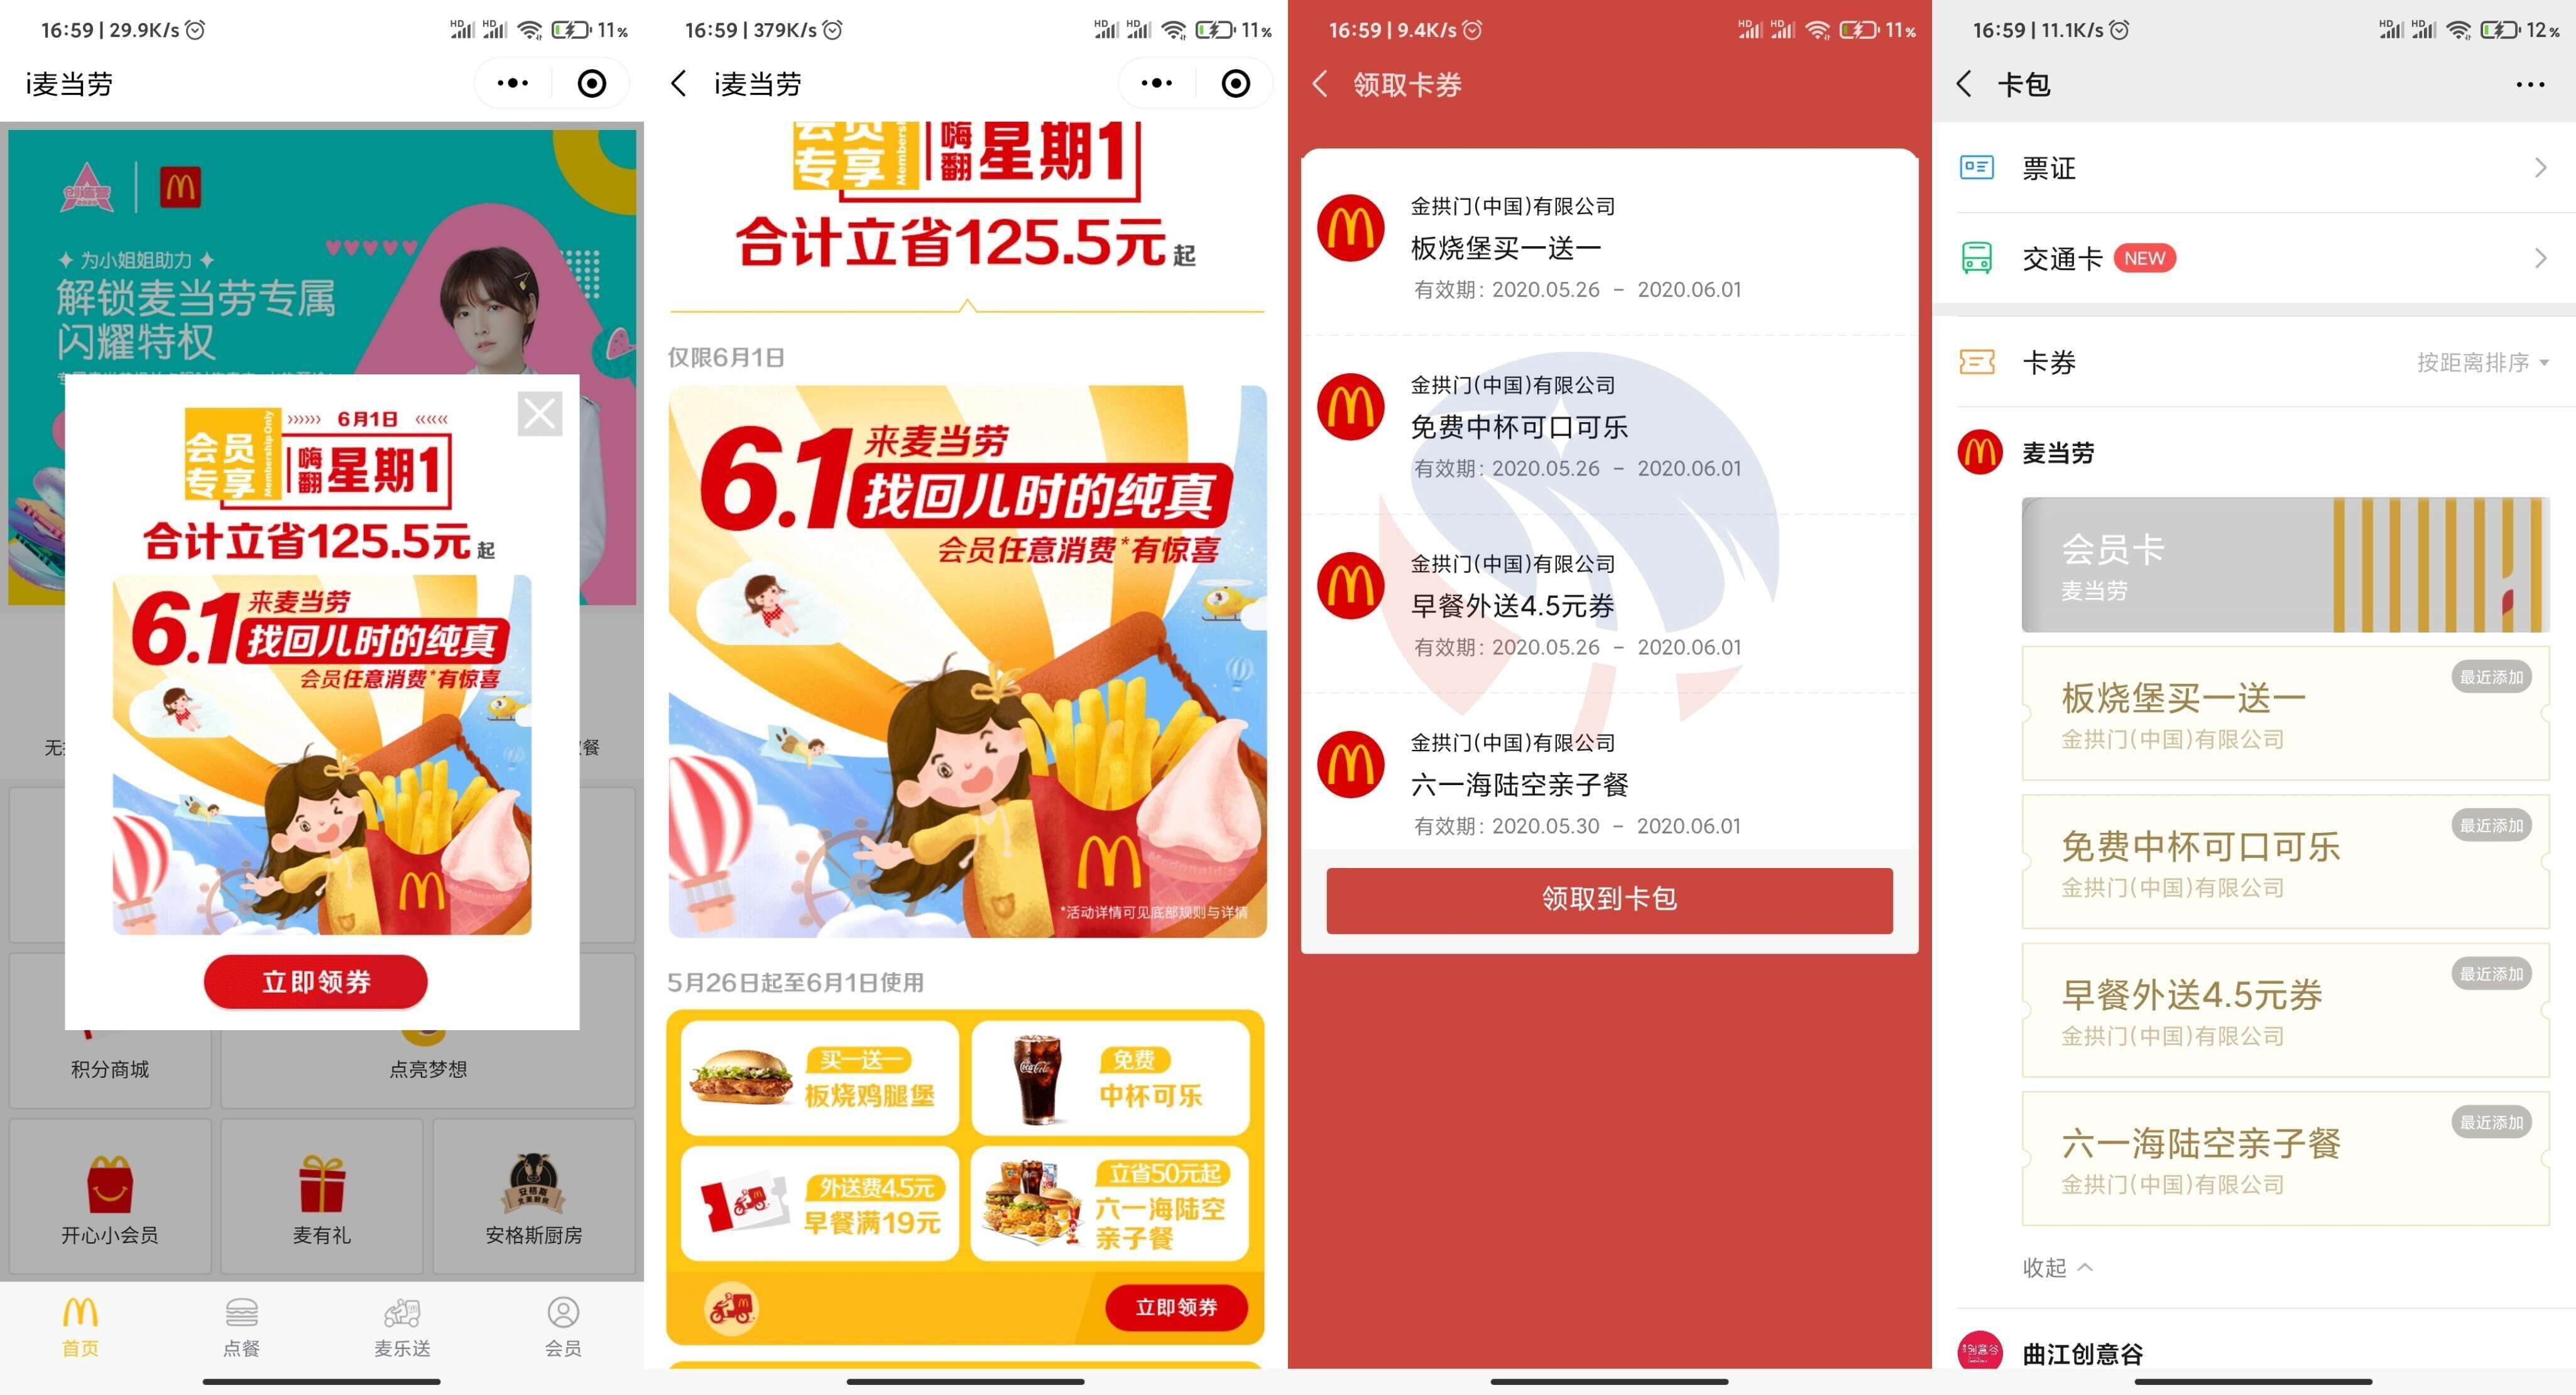 16:59 | 29.9K/s
HD HD 11%
i麦当劳
创造营
2020
为小姐姐助力
解锁麦当劳专属
闪耀特权
会员专享
Membership Only
6月1日
嗨翻 星期1
合计立省125.5元起
6.1 来麦当劳
找回儿时的纯真
会员任意消费*有惊喜
立即领券
无
餐
积分商城
点亮梦想
开心小会员
麦有礼
安格斯厨房
首页
点餐
麦乐送
会员
16:59 | 379K/s
HD HD 11%
i麦当劳
会员专享
Membership
嗨翻 星期1
合计立省125.5元起
仅限6月1日
6.1 来麦当劳
找回儿时的纯真
会员任意消费*有惊喜
*活动详情可见底部规则与详情
5月26日起至6月1日使用
买一送一
板烧鸡腿堡
Coca-Cola
免费
中杯可乐
外送费4.5元
早餐满19元
立省50元起
六一海陆空
亲子餐
立即领券
16:59 | 9.4K/s
HD HD 11%
领取卡券
金拱门(中国)有限公司
板烧堡买一送一
有效期: 2020.05.26 - 2020.06.01
金拱门(中国)有限公司
免费中杯可口可乐
有效期: 2020.05.26 - 2020.06.01
金拱门(中国)有限公司
早餐外送4.5元券
有效期: 2020.05.26 - 2020.06.01
金拱门(中国)有限公司
六一海陆空亲子餐
有效期: 2020.05.30 - 2020.06.01
领取到卡包
16:59 | 11.1K/s
HD HD 12%
卡包
票证
交通卡 NEW
卡券
按距离排序
麦当劳
会员卡
麦当劳
最近添加
板烧堡买一送一
金拱门(中国)有限公司
最近添加
免费中杯可口可乐
金拱门(中国)有限公司
最近添加
早餐外送4.5元券
金拱门(中国)有限公司
最近添加
六一海陆空亲子餐
金拱门(中国)有限公司
收起
曲江创意谷